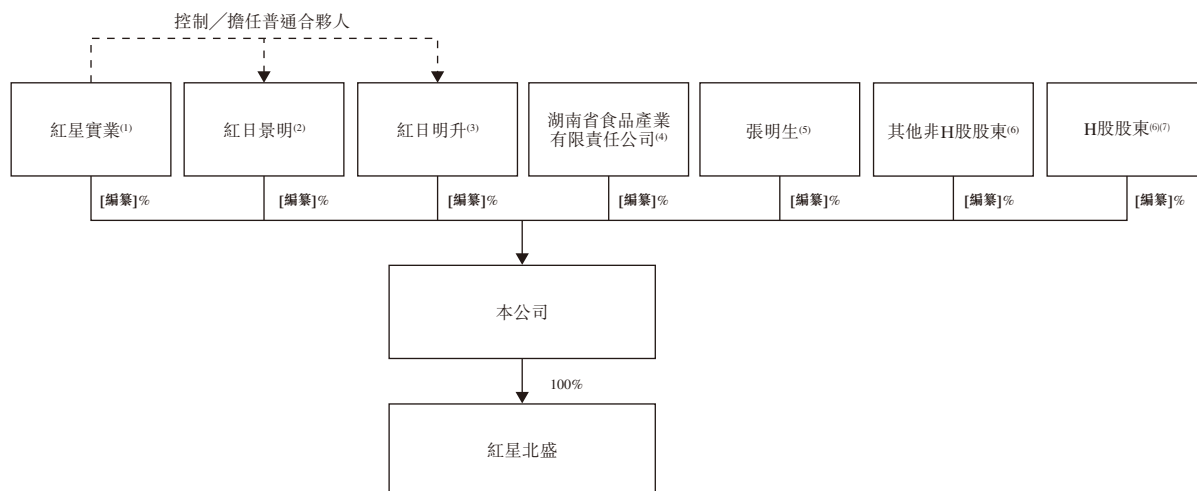 控制／擔任普通合夥人
紅星實業(1)
紅日景明(2)
紅日明升(3)
湖南省食品產業
有限責任公司(4)
張明生(5)
其他非H股股東(6)
H股股東(6)(7)
[編纂]%
[編纂]%
[編纂]%
[編纂]%
[編纂]%
[編纂]%
[編纂]%
本公司
100%
紅星北盛